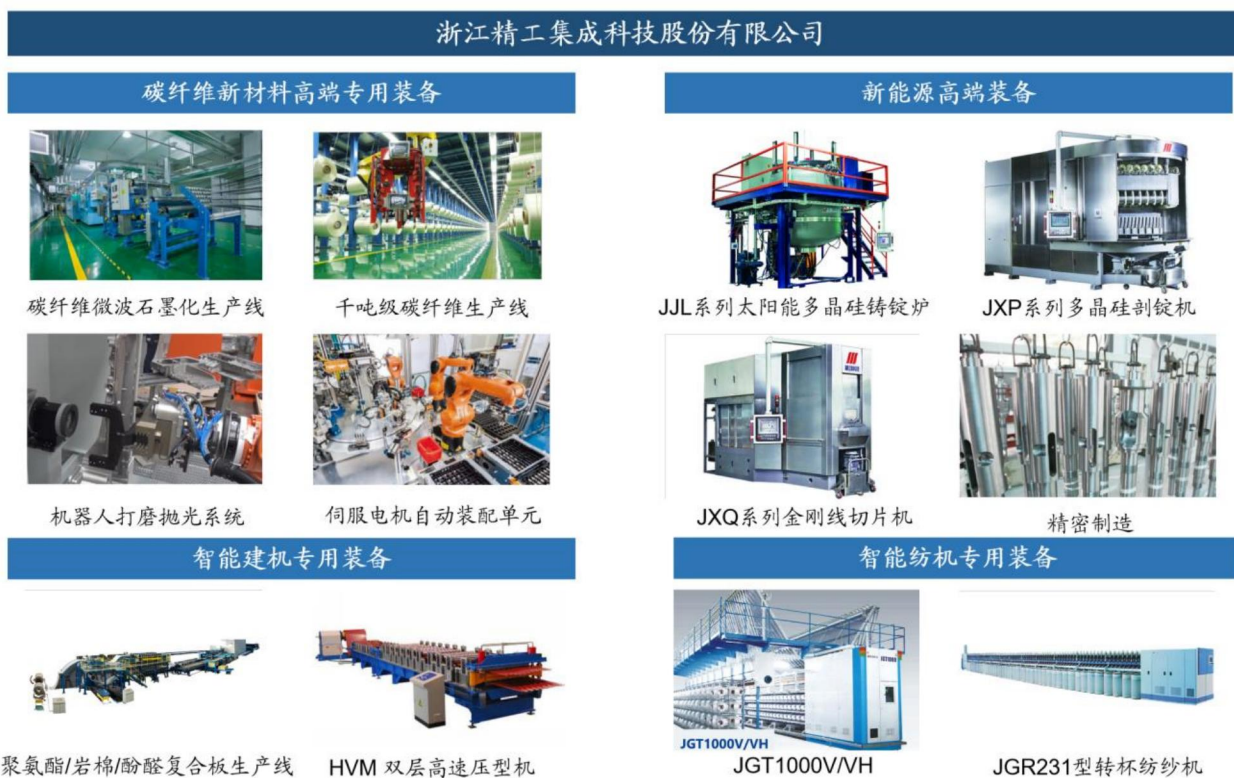 浙江精工集成科技股份有限公司
碳纤维新材料高端专用装备
新能源高端装备
碳纤维微波石墨化生产线
千吨级碳纤维生产线
JJL系列太阳能多晶硅铸锭炉
JXP系列多晶硅剖锭机
机器人打磨抛光系统
伺服电机自动装配单元
JXQ系列金刚线切片机
精密制造
智能建机专用装备
智能纺机专用装备
JGT1000V/VH
聚氨酯/岩棉/酚醛复合板生产线
HVM 双层高速压型机
JGT1000V/VH
JGR231型转杯纺纱机